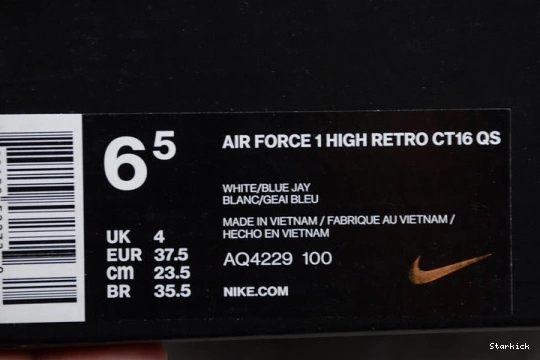 6 5
AIR FORCE 1 HIGH RETRO CT16 QS
WHITE/BLUE JAY
BLANC/GEAI BLEU
MADE IN VIETNAM / FABRIQUE AU VIETNAM /
HECHO EN VIETNAM
UK 4
EUR 37.5
cm 23.5
BR 35.5
AQ4229 100
NIKE.COM
Starkick